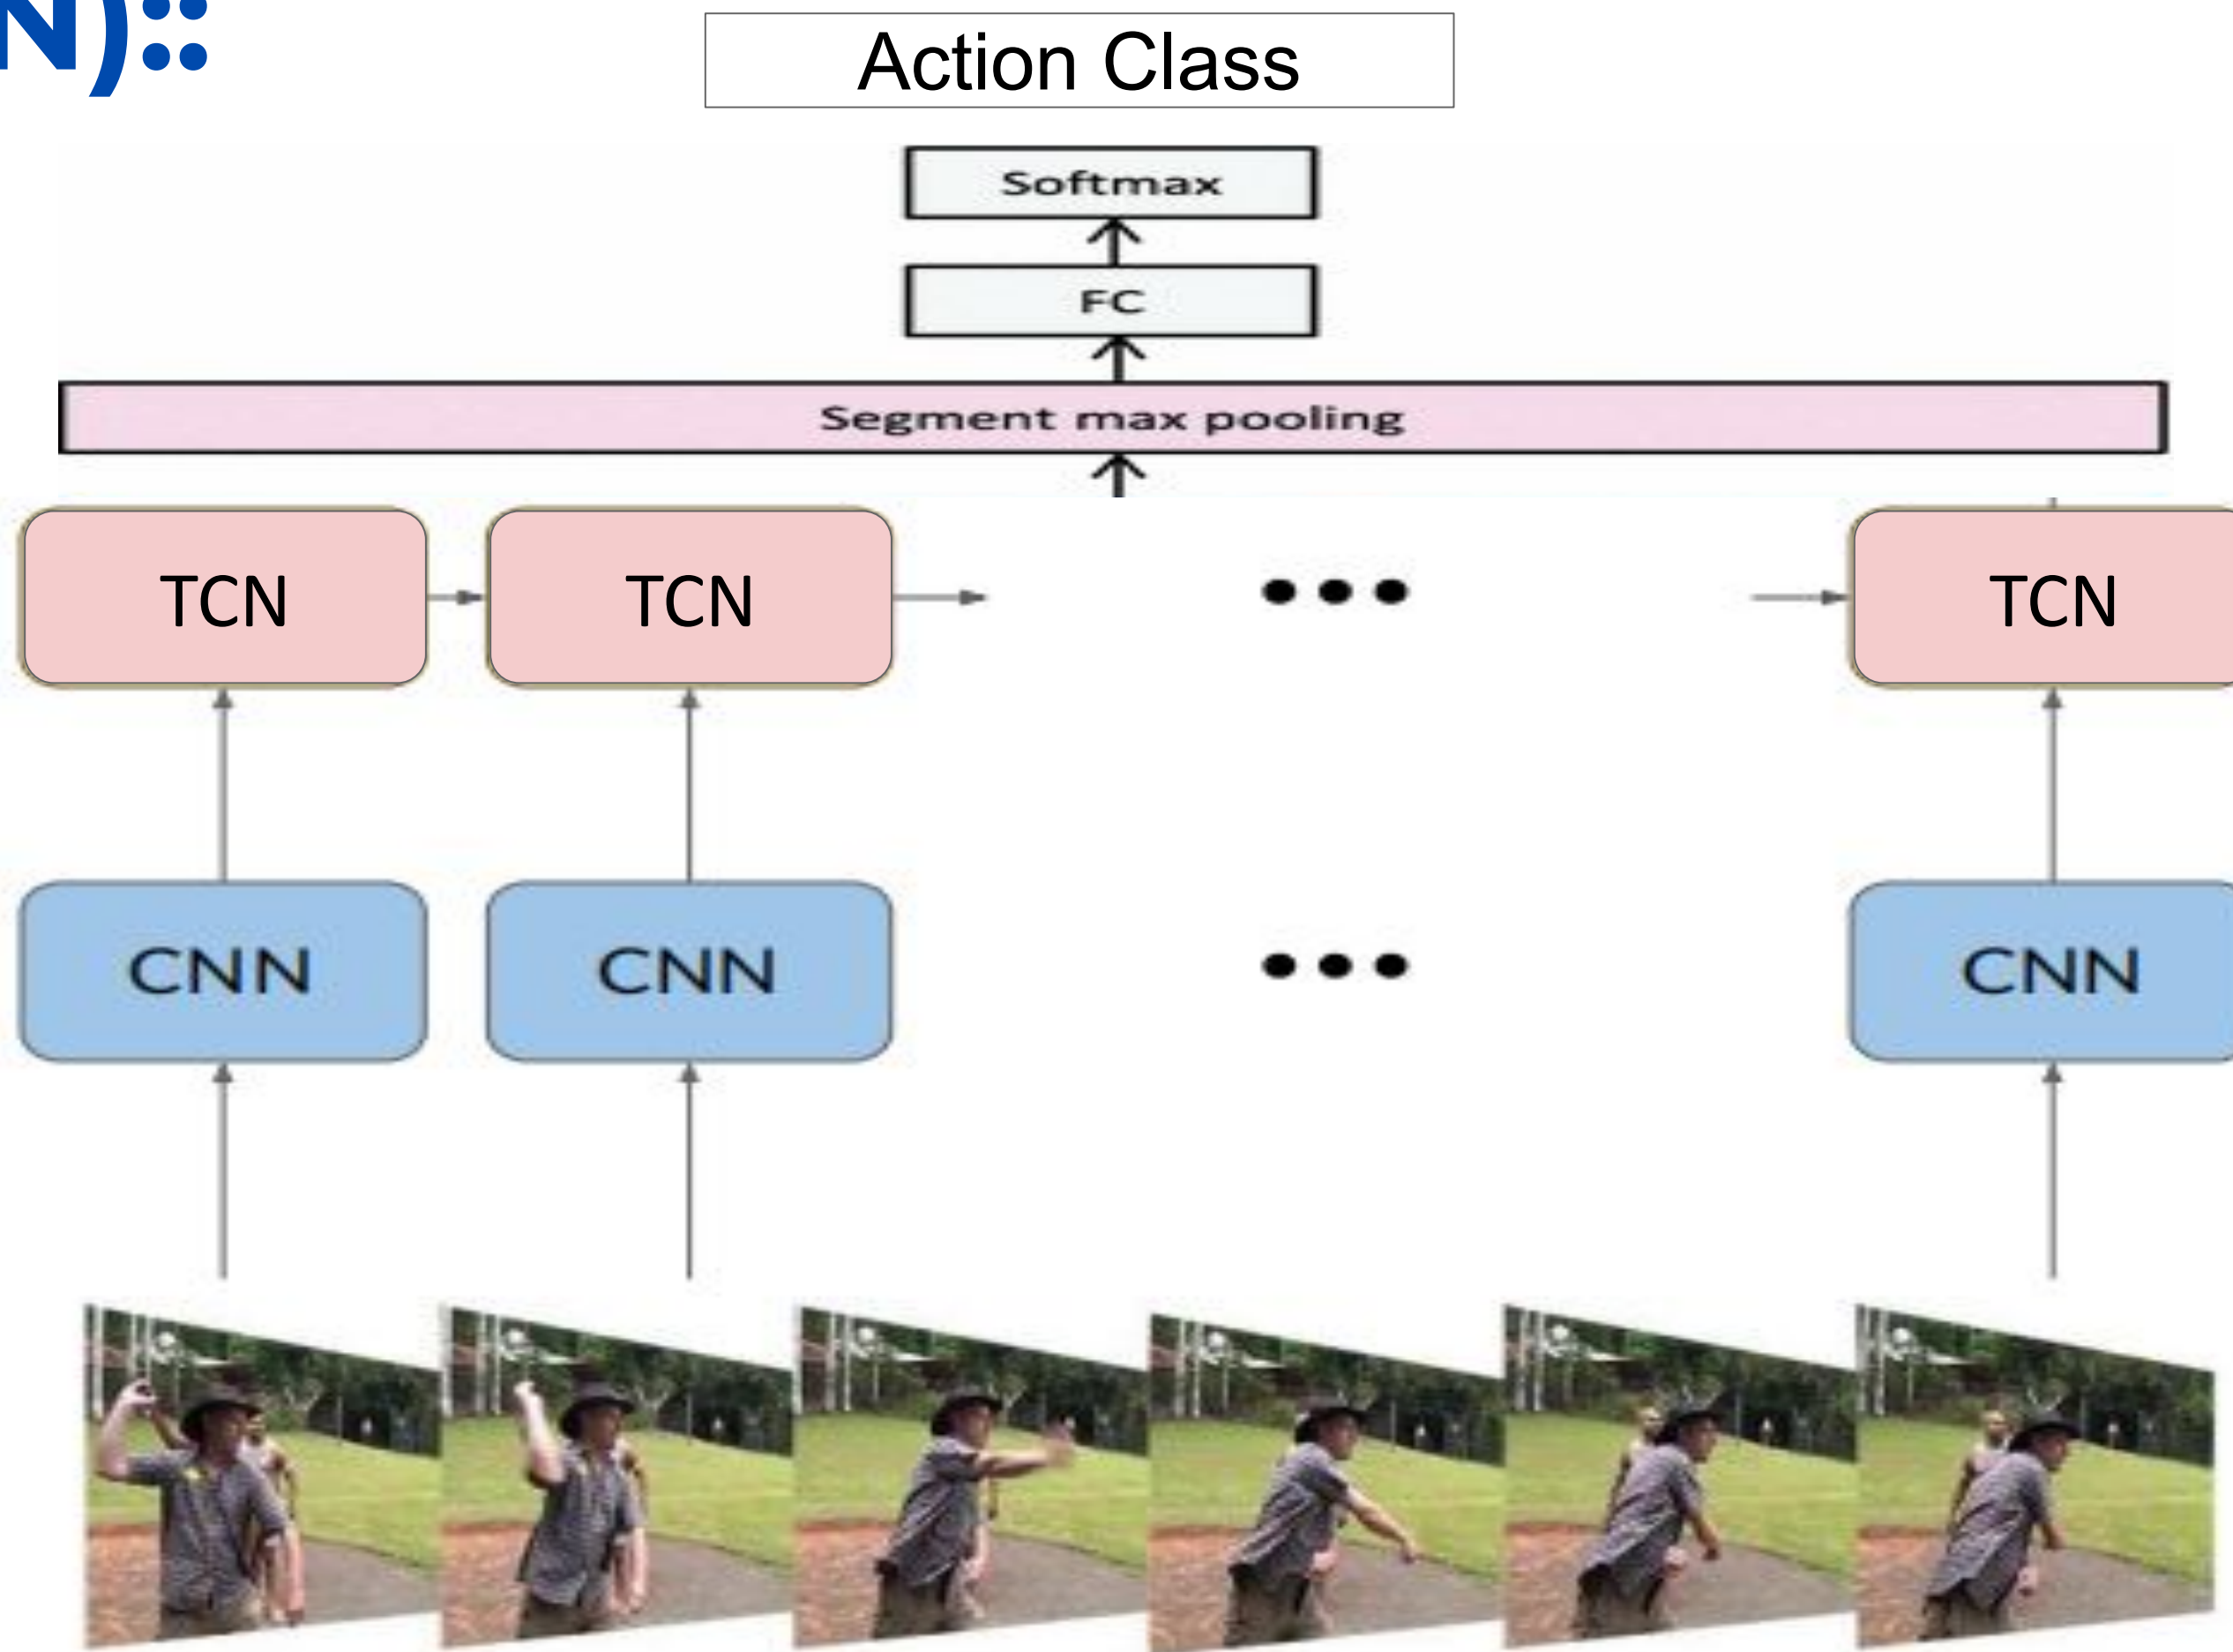 N)::
Action Class
Softmax
FC
Segment max pooling
TCN TCN ••• TCN
CNN CNN ••• CNN